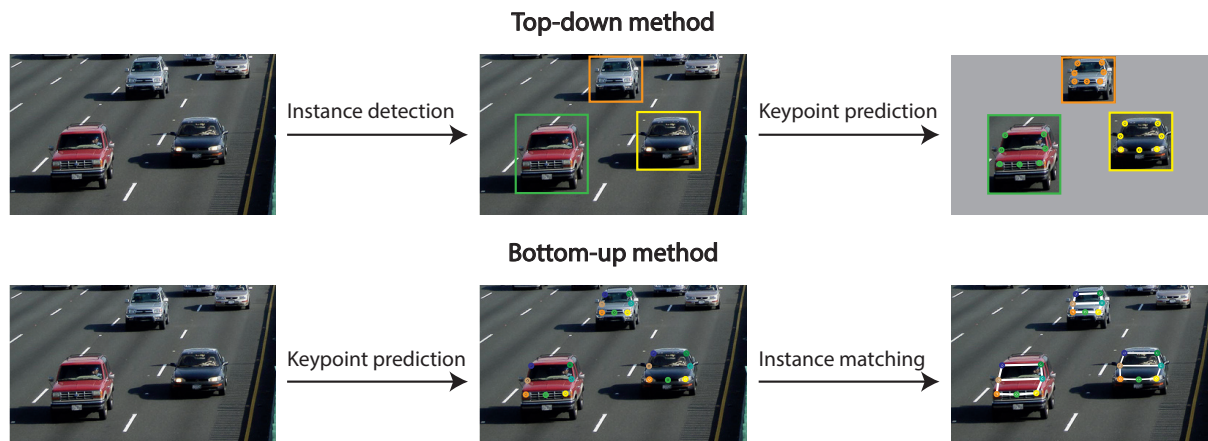 Top-down method
Instance detection
Keypoint prediction
Bottom-up method
Keypoint prediction
Instance matching